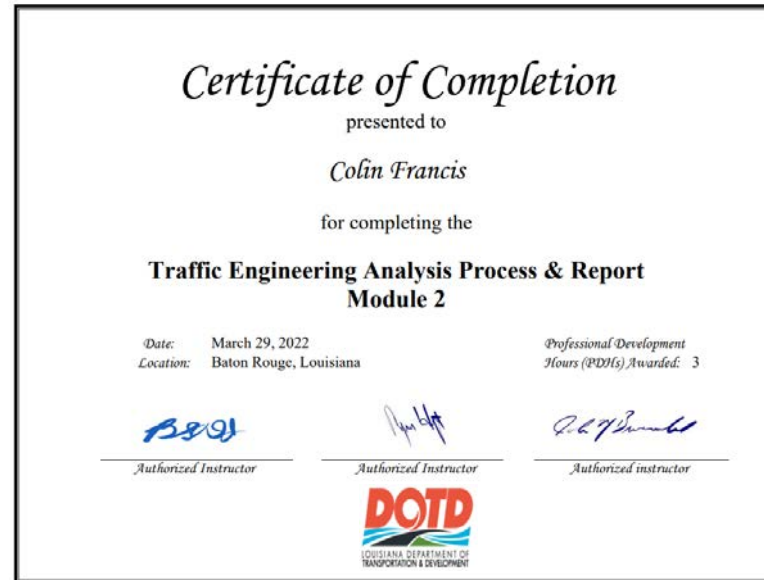 Certificate of Completion
presented to
Colin Francis
for completing the
Traffic Engineering Analysis Process & Report
Module 2
Date: March 29, 2022
Location: Baton Rouge, Louisiana
Professional Development
Hours (PDHs) Awarded: 3
Authorized Instructor
Authorized Instructor
Authorized instructor
DOTD
LOUISIANA DEPARTMENT OF
TRANSPORTATION & DEVELOPMENT